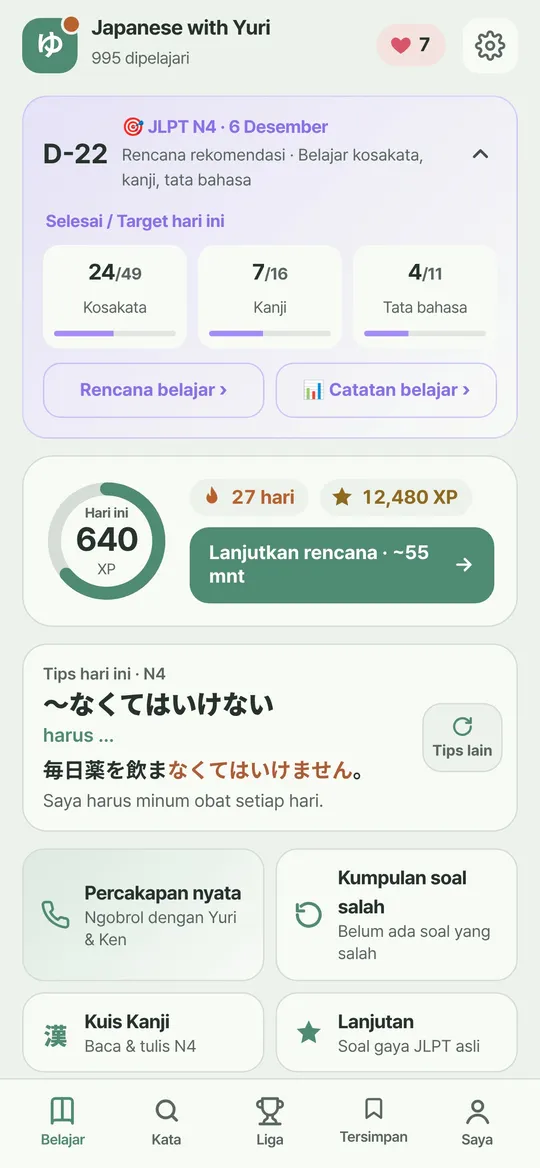 ゆ
Japanese with Yuri
995 dipelajari
7
🎯 JLPT N4 · 6 Desember
D-22
Rencana rekomendasi · Belajar kosakata,
kanji, tata bahasa
Selesai / Target hari ini
24/49
7/16
4/11
Kosakata
Kanji
Tata bahasa
Rencana belajar ›
📊 Catatan belajar ›
Hari ini
640
XP
27 hari
12,480 XP
Lanjutkan rencana · ~55
mnt
Tips hari ini · N4
〜なくてはいけない
harus ...
毎日薬を飲まなくてはいけません。
Saya harus minum obat setiap hari.
Tips lain
Percakapan nyata
Ngobrol dengan Yuri
& Ken
Kumpulan soal
salah
Belum ada soal yang
salah
漢
Kuis Kanji
Baca & tulis N4
Lanjutan
Soal gaya JLPT asli
Belajar
Kata
Liga
Tersimpan
Saya